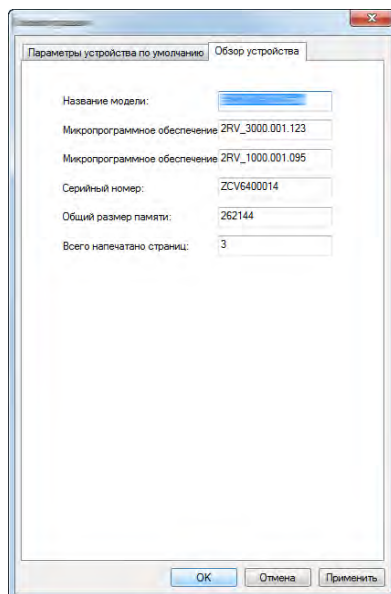 Параметры устройства по умолчанию Обзор устройства
Название модели:
Микропрограммное обеспечение 2RV_3000.001.123
Микропрограммное обеспечение 2RV_1000.001.095
Серийный номер: ZCV6400014
Общий размер памяти: 262144
Всего напечатано страниц: 3
OK Отмена Применить